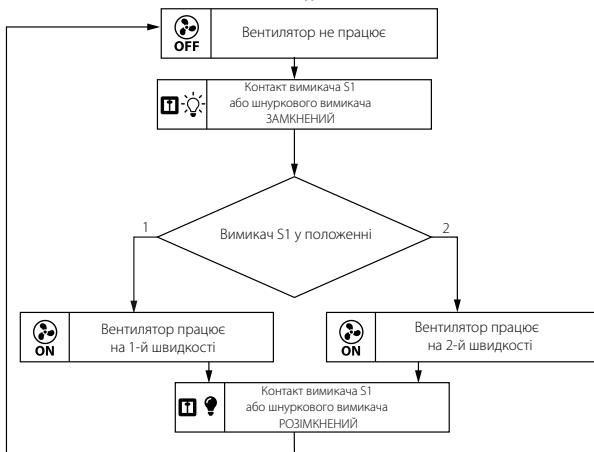 OFF
Вентилятор не працює
Контакт вимикача S1
або шнуркового вимикача
ЗАМКНЕНИЙ
1
Вимикач S1 у положенні
2
ON
Вентилятор працює
на 1-й швидкості
ON
Вентилятор працює
на 2-й швидкості
Контакт вимикача S1
або шнуркового вимикача
РОЗІМКНЕНИЙ